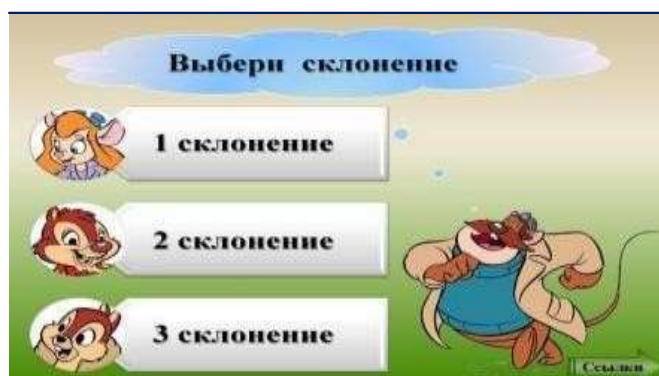 Выбери склонение
1 склонение
2 склонение
3 склонение
Ссылки